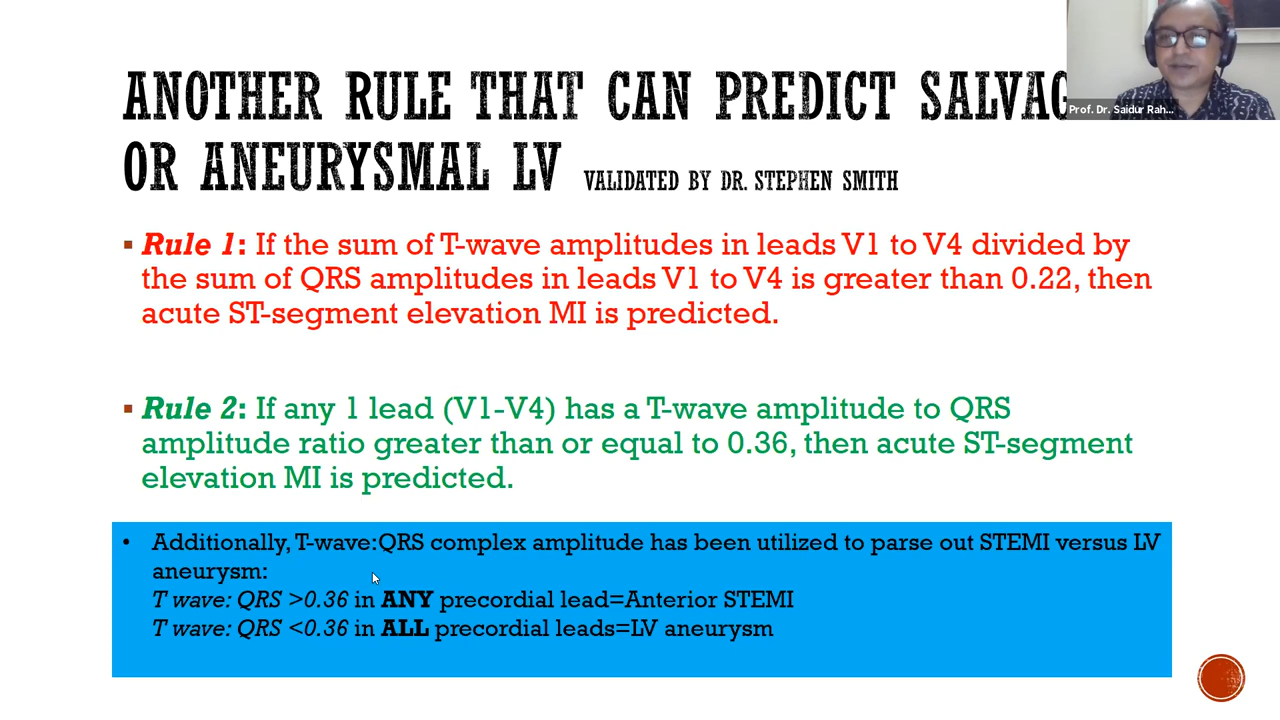 ANOTHER RULE THAT CAN PREDICT SALVAG
Prof. Dr. Saidur Rah...
OR ANEURYSMAL LV VALIDATED BY DR. STEPHEN SMITH
▪ Rule 1: If the sum of T-wave amplitudes in leads V1 to V4 divided by
the sum of QRS amplitudes in leads V1 to V4 is greater than 0.22, then
acute ST-segment elevation MI is predicted.
▪ Rule 2: If any 1 lead (V1-V4) has a T-wave amplitude to QRS
amplitude ratio greater than or equal to 0.36, then acute ST-segment
elevation MI is predicted.
• Additionally, T-wave:QRS complex amplitude has been utilized to parse out STEMI versus LV
aneurysm:
T wave: QRS >0.36 in ANY precordial lead=Anterior STEMI
T wave: QRS <0.36 in ALL precordial leads=LV aneurysm